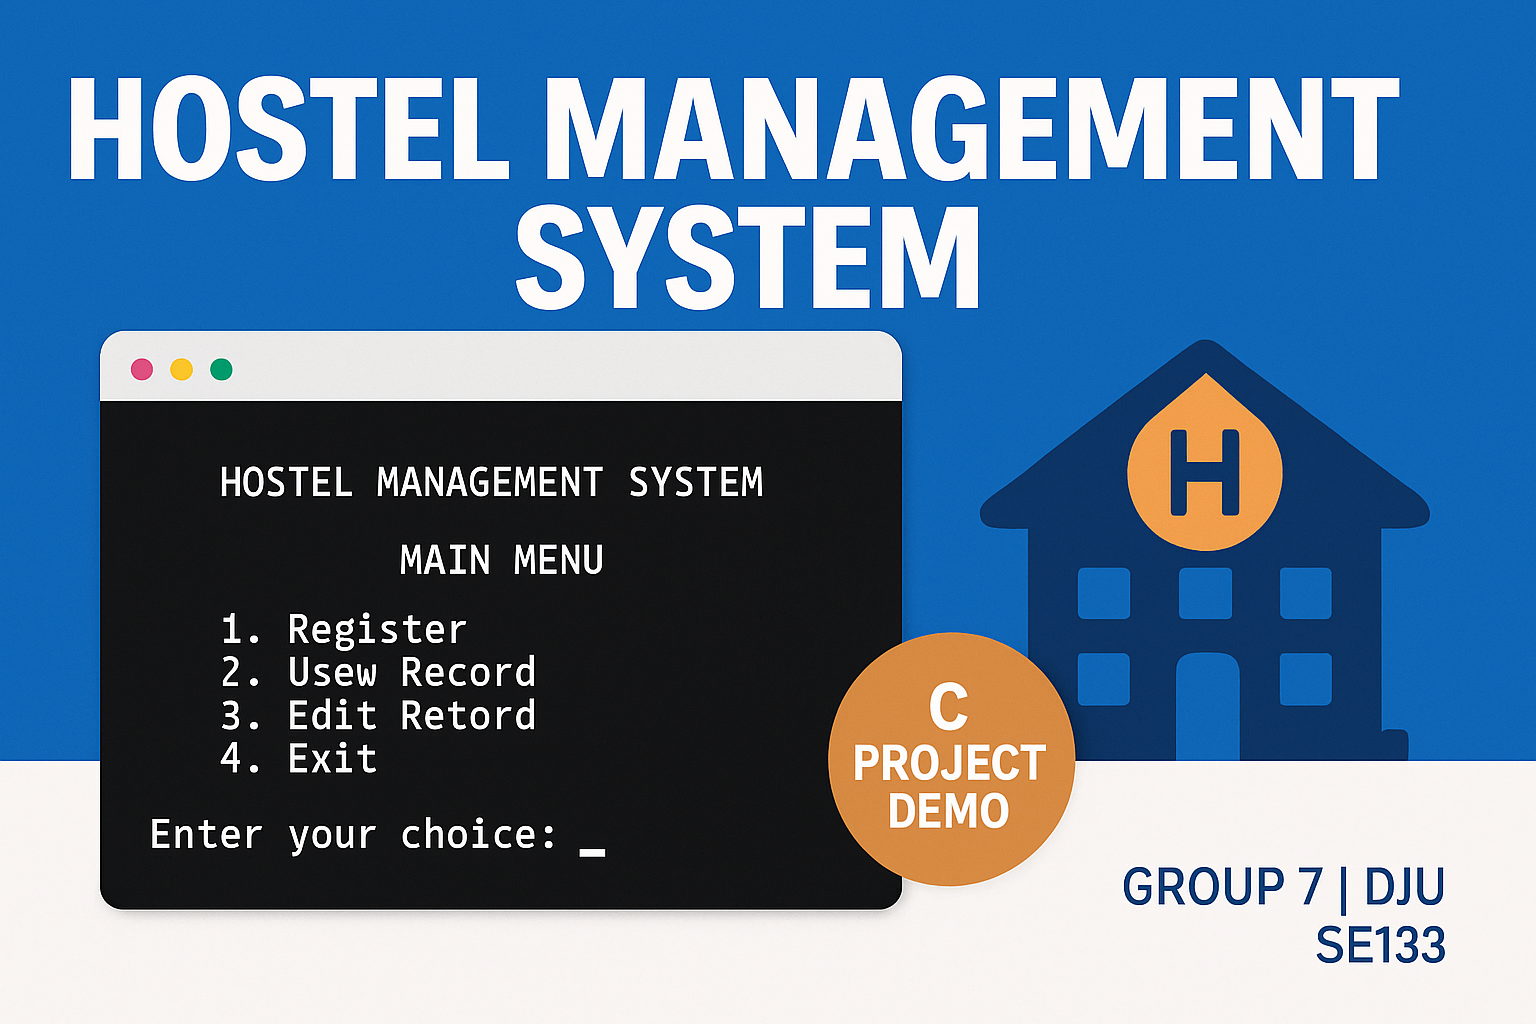 HOSTEL MANAGEMENT
SYSTEM
HOSTEL MANAGEMENT SYSTEM
MAIN MENU
1. Register
2. Usew Record
3. Edit Retord
4. Exit
Enter your choice: _
H
C
PROJECT
DEMO
GROUP 7 | DJU
SE133